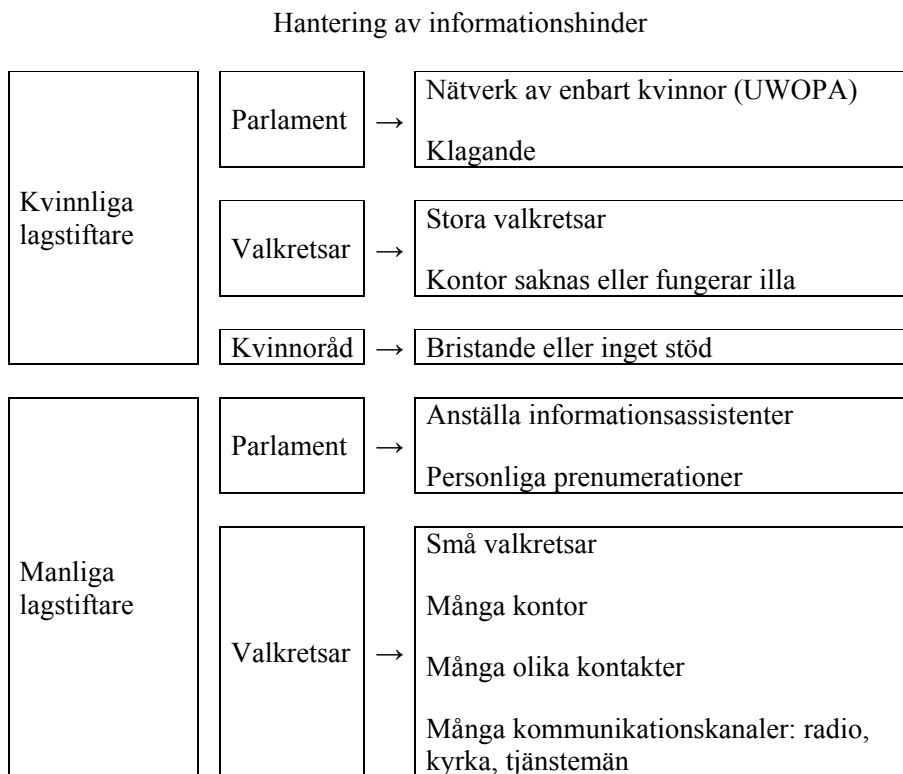 Hantering av informationshinder
Kvinnliga
lagstiftare
Parlament
→
Nätverk av enbart kvinnor (UWOPA)
Klagande
Valkretsar
→
Stora valkretsar
Kontor saknas eller fungerar illa
Kvinnoråd
→
Bristande eller inget stöd
Manliga
lagstiftare
Parlament
→
Anställa informationsassistenter
Personliga prenumerationer
Valkretsar
→
Små valkretsar
Många kontor
Många olika kontakter
Många kommunikationskanaler: radio,
kyrka, tjänstemän